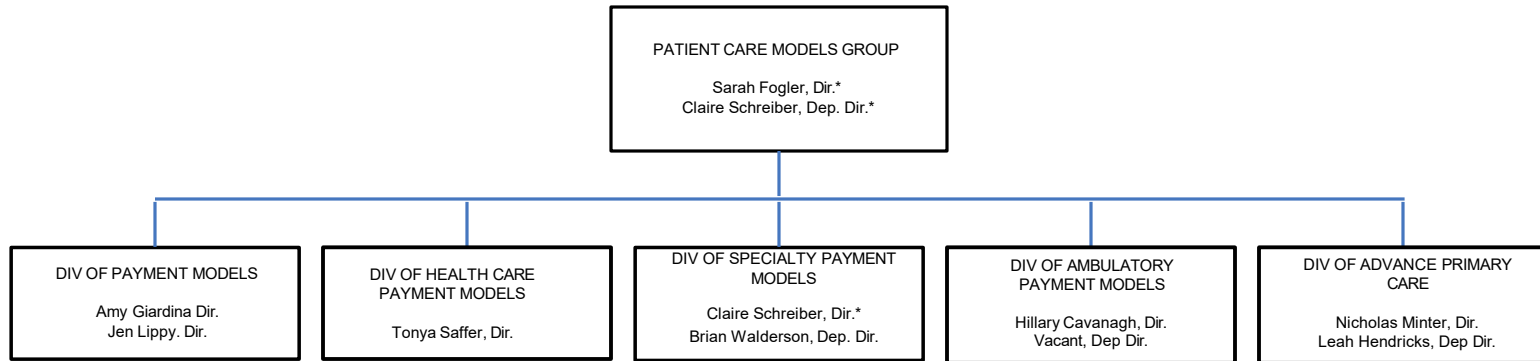 PATIENT CARE MODELS GROUP
Sarah Fogler, Dir.*
Claire Schreiber, Dep. Dir.*
DIV OF PAYMENT MODELS
Amy Giardina Dir.
Jen Lippy. Dir.
DIV OF HEALTH CARE
PAYMENT MODELS
Tonya Saffer, Dir.
DIV OF SPECIALTY PAYMENT
MODELS
Claire Schreiber, Dir.*
Brian Walderson, Dep. Dir.
DIV OF AMBULATORY
PAYMENT MODELS
Hillary Cavanagh, Dir.
Vacant, Dep Dir.
DIV OF ADVANCE PRIMARY
CARE
Nicholas Minter, Dir.
Leah Hendricks, Dep Dir.